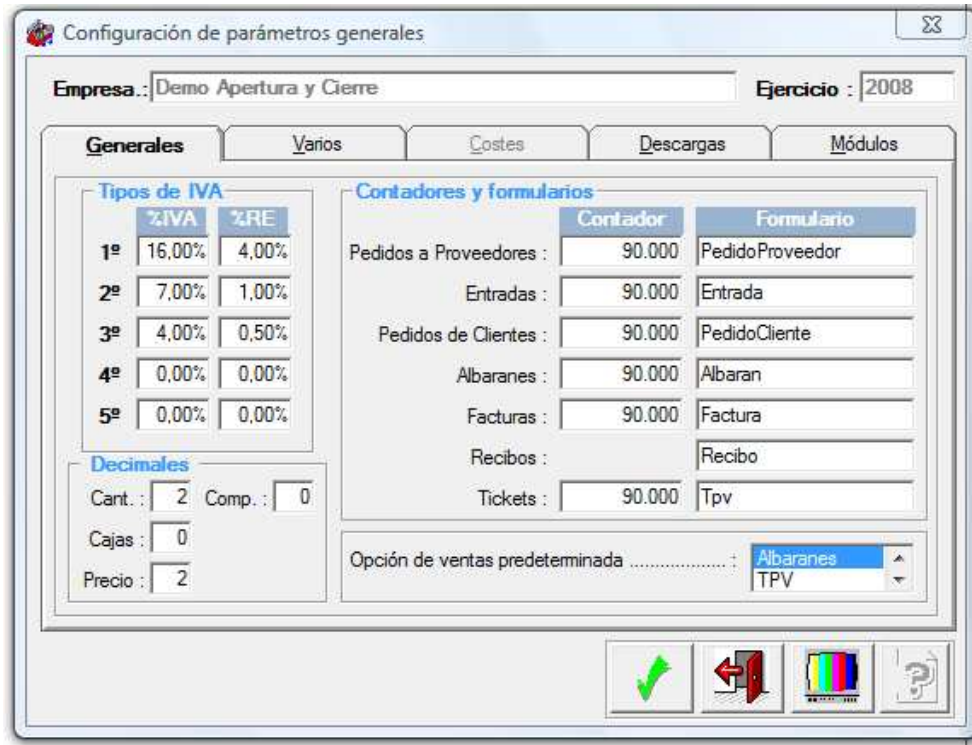 Configuración de parámetros generales
Empresa.: Demo Apertura y Cierre Ejercicio : 2008
Generales Varios Costes Descargas Módulos
Tipos de IVA
%IVA %RE
1º 16,00% 4,00%
2º 7,00% 1,00%
3º 4,00% 0,50%
4º 0,00% 0,00%
5º 0,00% 0,00%
Decimales
Cant. : 2 Comp. : 0
Cajas : 0
Precio : 2
Contadores y formularios
Contador Formulario
Pedidos a Proveedores : 90.000 PedidoProveedor
Entradas : 90.000 Entrada
Pedidos de Clientes : 90.000 PedidoCliente
Albaranes : 90.000 Albaran
Facturas : 90.000 Factura
Recibos : Recibo
Tickets : 90.000 Tpv
Opción de ventas predeterminada .................... : Albaranes
TPV